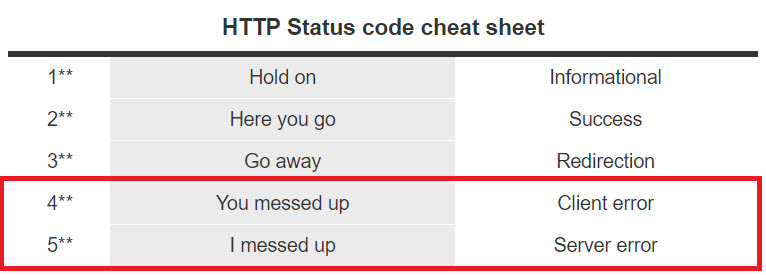 HTTP Status code cheat sheet
1** Hold on Informational
2** Here you go Success
3** Go away Redirection
4** You messed up Client error
5** I messed up Server error